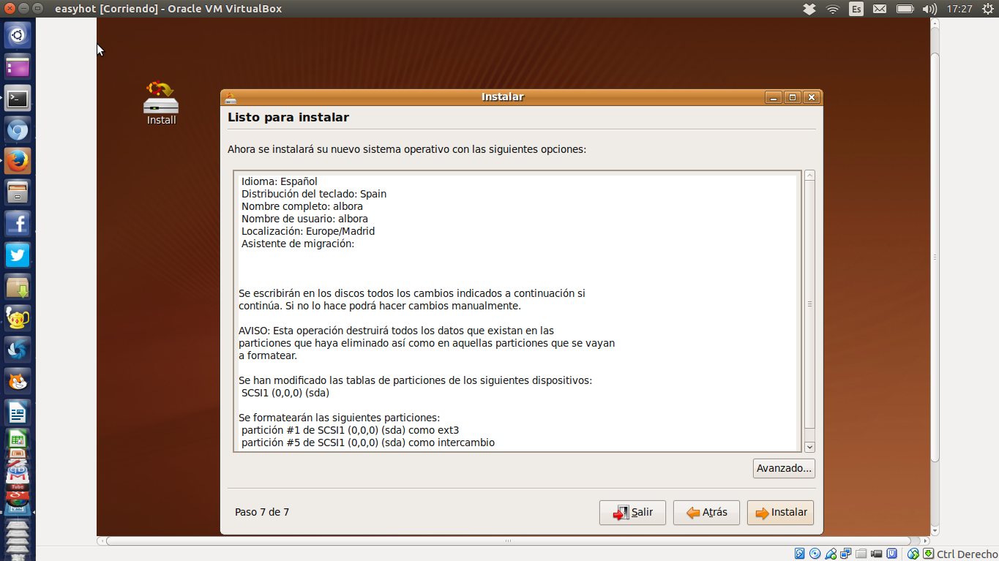 easyhot [Corriendo] - Oracle VM VirtualBox
Es
17:27
Install
Instalar
Listo para instalar
Ahora se instalará su nuevo sistema operativo con las siguientes opciones:
Idioma: Español
Distribución del teclado: Spain
Nombre completo: albora
Nombre de usuario: albora
Localización: Europe/Madrid
Asistente de migración:
Se escribirán en los discos todos los cambios indicados a continuación si
continúa. Si no lo hace podrá hacer cambios manualmente.
AVISO: Esta operación destruirá todos los datos que existan en las
particiones que haya eliminado así como en aquellas particiones que se vayan
a formatear.
Se han modificado las tablas de particiones de los siguientes dispositivos:
SCSI1 (0,0,0) (sda)
Se formatearán las siguientes particiones:
partición #1 de SCSI1 (0,0,0) (sda) como ext3
partición #5 de SCSI1 (0,0,0) (sda) como intercambio
Avanzado...
Paso 7 de 7
Salir
Atrás
Instalar
Tube
Ctrl Derecho